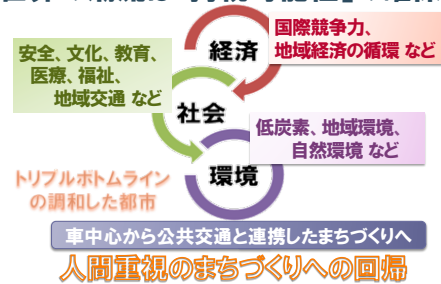 経済
国際競争力、
地域経済の循環 など
安全、文化、教育、
医療、福祉、
地域交通 など
社会
低炭素、地域環境、
自然環境 など
環境
トリプルボトムライン
の調和した都市
車中心から公共交通と連携したまちづくりへ
人間重視のまちづくりへの回帰